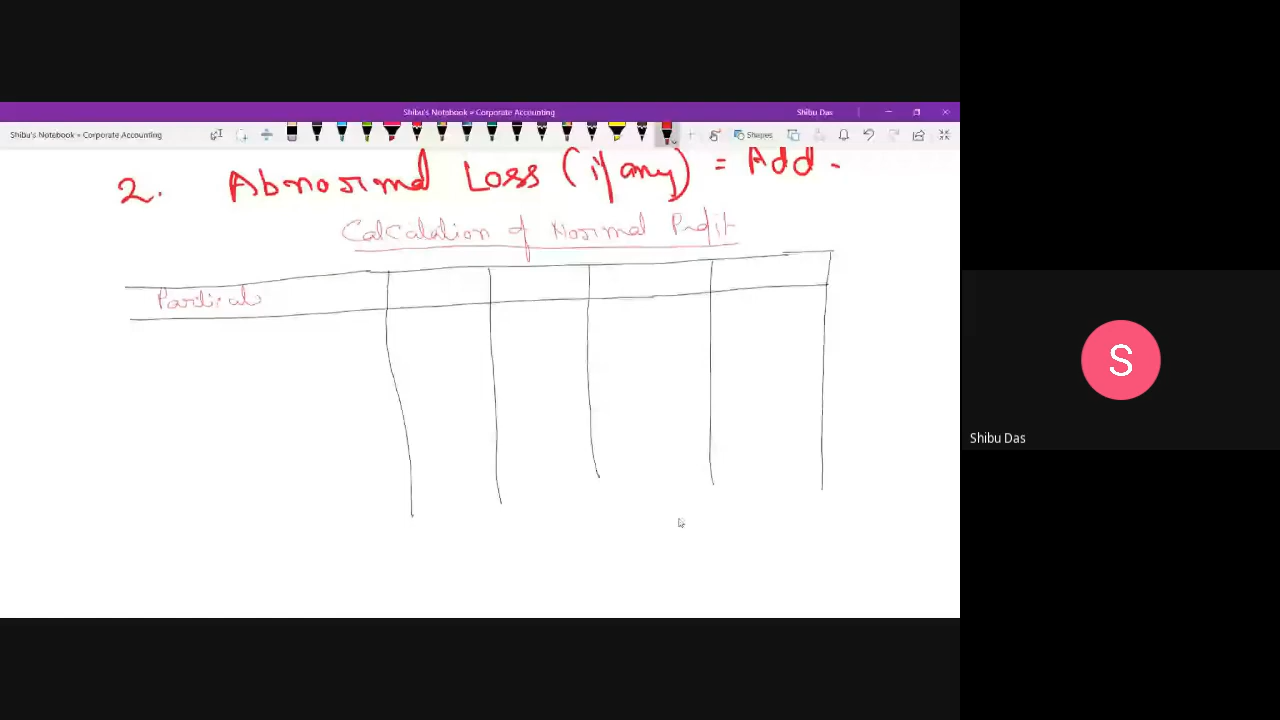 Shibu's Notebook » Corporate Accounting
Shibu Das
Shibu's Notebook » Corporate Accounting
Shapes
2. Abnormal Loss (if any) = Add -
Calculation of Normal Profit
Particul
S
Shibu Das